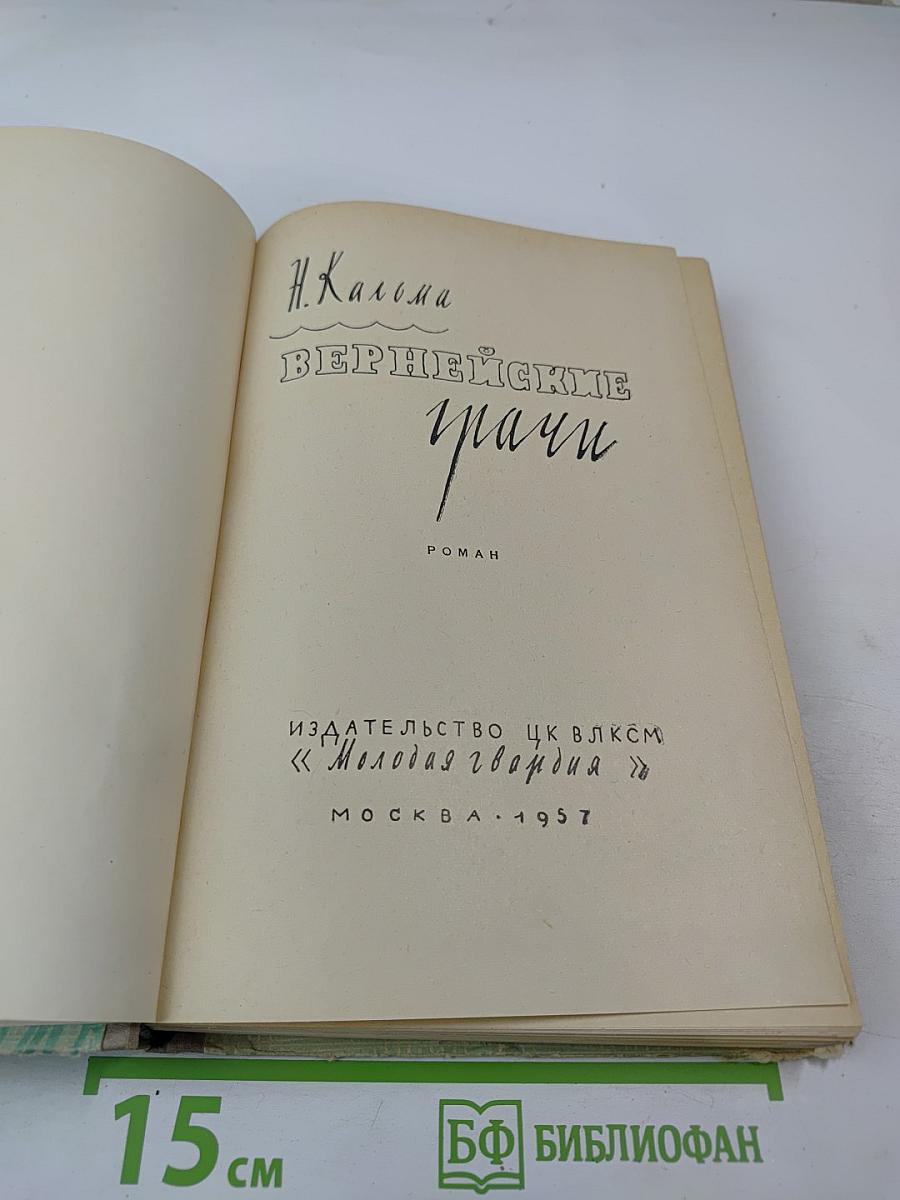 Н. Кальма
ВЕРНЕЙСКИЕ
грачи
РОМАН
ИЗДАТЕЛЬСТВО ЦК ВЛКСМ
« Молодая гвардия »
МОСКВА · 1957
15 см
БФ БИБЛИОФАН